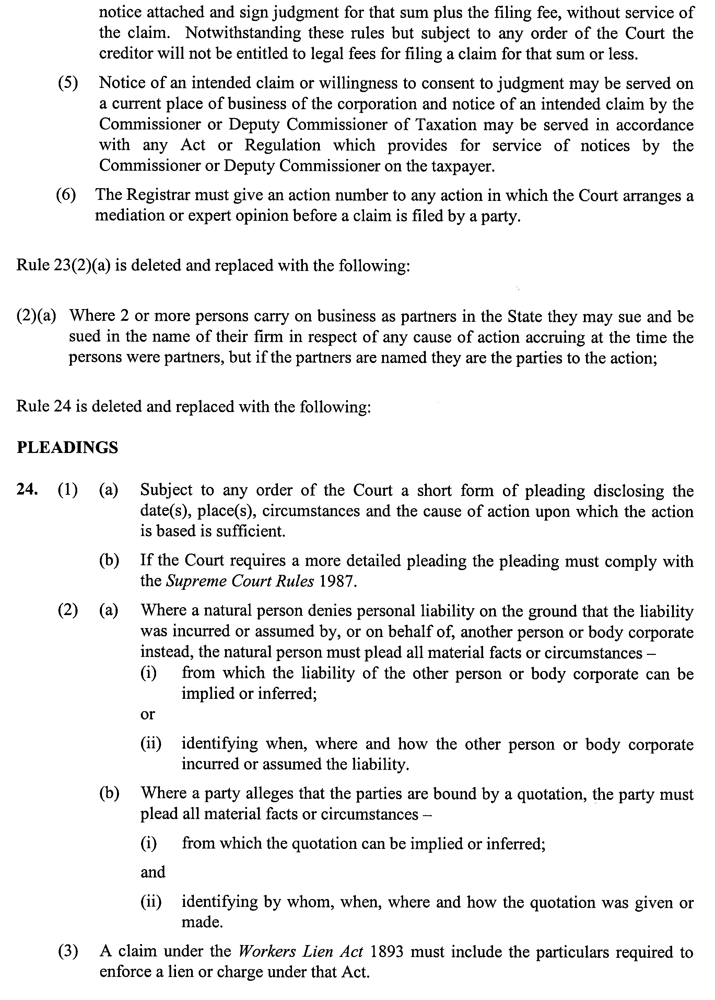 notice attached and sign judgment for that sum plus the filing fee, without service of
the claim. Notwithstanding these rules but subject to any order of the Court the
creditor will not be entitled to legal fees for filing a claim for that sum or less.
(5) Notice of an intended claim or willingness to consent to judgment may be served on
a current place of business of the corporation and notice of an intended claim by the
Commissioner or Deputy Commissioner of Taxation may be served in accordance
with any Act or Regulation which provides for service of notices by the
Commissioner or Deputy Commissioner on the taxpayer.
(6) The Registrar must give an action number to any action in which the Court arranges a
mediation or expert opinion before a claim is filed by a party.
Rule 23(2)(a) is deleted and replaced with the following:
(2)(a) Where 2 or more persons carry on business as partners in the State they may sue and be
sued in the name of their firm in respect of any cause of action accruing at the time the
persons were partners, but if the partners are named they are the parties to the action;
Rule 24 is deleted and replaced with the following:
PLEADINGS
24. (1) (a) Subject to any order of the Court a short form of pleading disclosing the
date(s), place(s), circumstances and the cause of action upon which the action
is based is sufficient.
(b) If the Court requires a more detailed pleading the pleading must comply with
the Supreme Court Rules 1987.
(2) (a) Where a natural person denies personal liability on the ground that the liability
was incurred or assumed by, or on behalf of, another person or body corporate
instead, the natural person must plead all material facts or circumstances –
(i) from which the liability of the other person or body corporate can be
implied or inferred;
or
(ii) identifying when, where and how the other person or body corporate
incurred or assumed the liability.
(b) Where a party alleges that the parties are bound by a quotation, the party must
plead all material facts or circumstances –
(i) from which the quotation can be implied or inferred;
and
(ii) identifying by whom, when, where and how the quotation was given or
made.
(3) A claim under the Workers Lien Act 1893 must include the particulars required to
enforce a lien or charge under that Act.